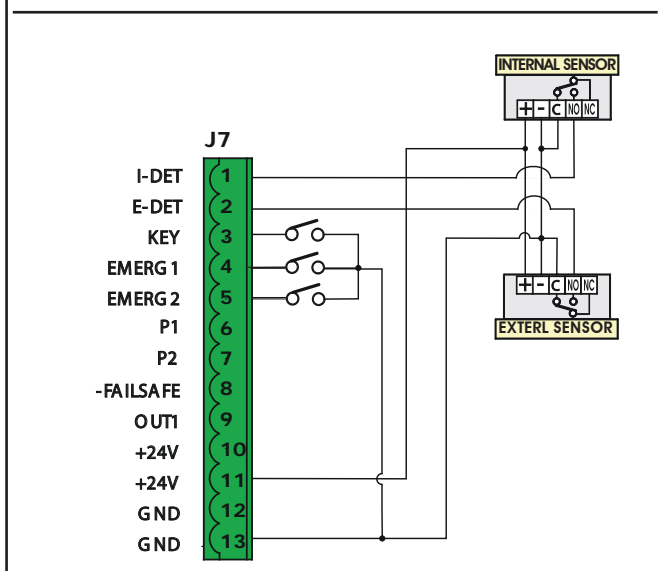 INTERNAL SENSOR
+ - C NO NC
J7
I-DET 1
E-DET 2
KEY 3
EMERG 1 4
EMERG 2 5
P1 6
P2 7
-FAILSAFE 8
OUT1 9
+24V 10
+24V 11
GND 12
GND 13
+ - C NO NC
EXTERL SENSOR